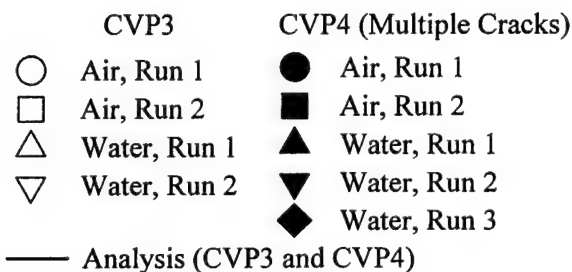 CVP3 CVP4 (Multiple Cracks)
Air, Run 1 Air, Run 1
Air, Run 2 Air, Run 2
Water, Run 1 Water, Run 1
Water, Run 2 Water, Run 2
Water, Run 3
Analysis (CVP3 and CVP4)